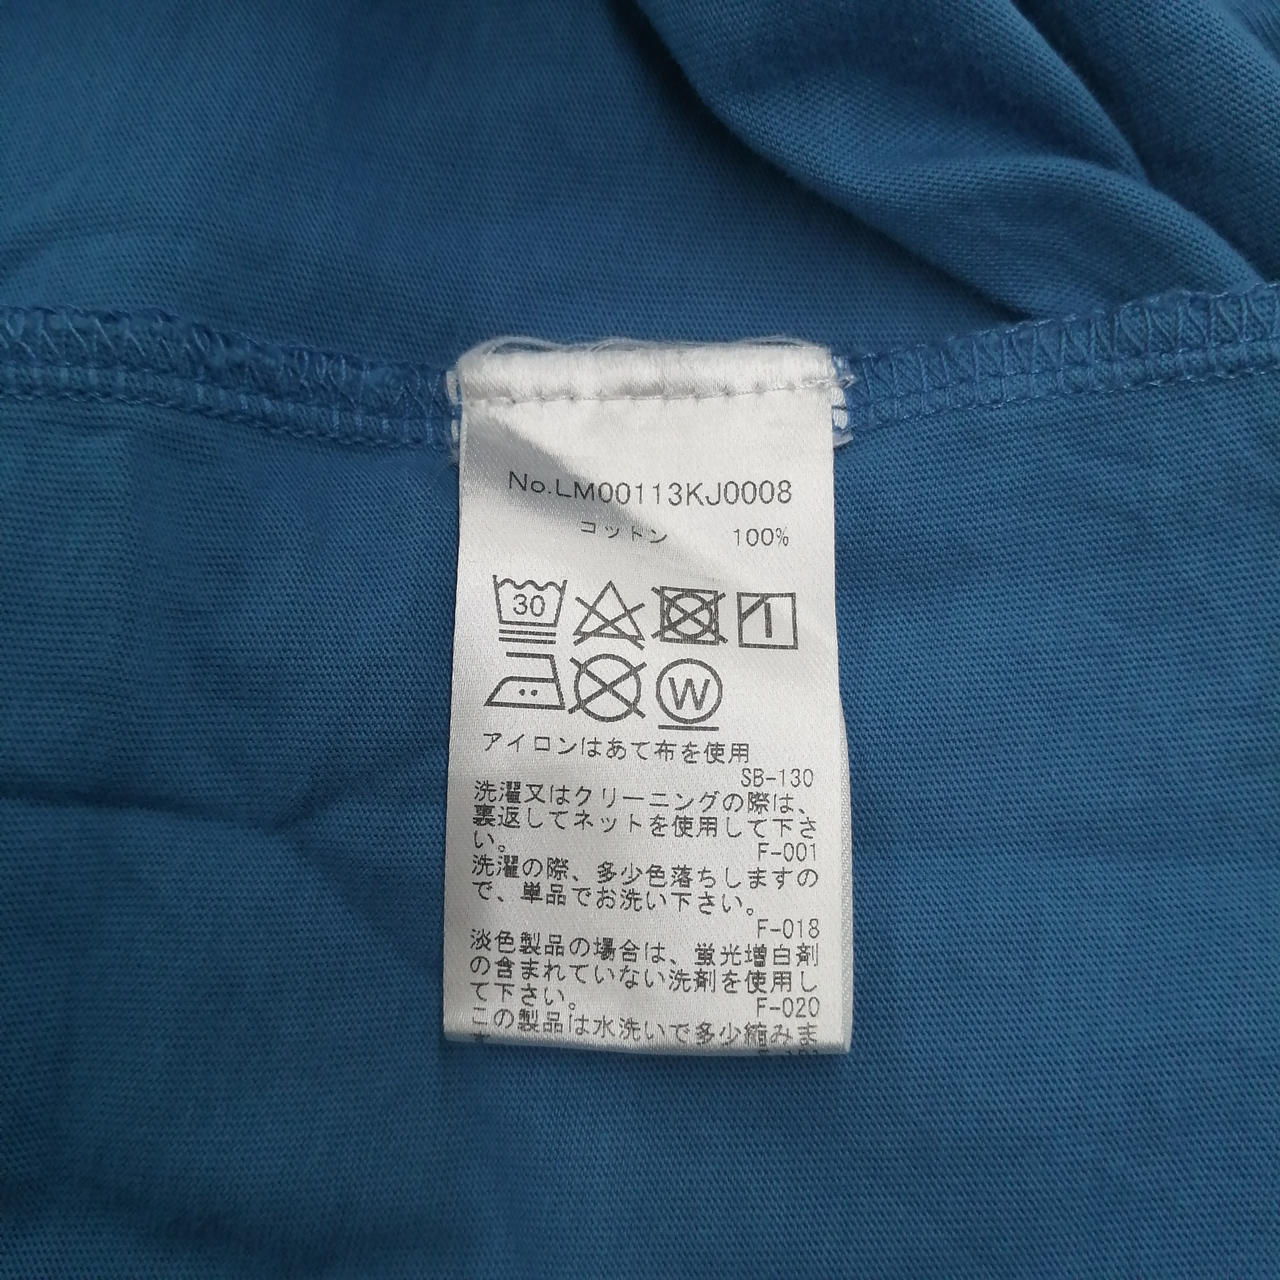 No.LM00113KJ0008
コットン 100%
30
W
アイロンはあて布を使用
SB-130
洗濯又はクリーニングの際は、
裏返してネットを使用して下さ
い。
F-001
洗濯の際、多少色落ちしますの
で、単品でお洗い下さい。
F-018
淡色製品の場合は、蛍光増白剤
の含まれていない洗剤を使用し
て下さい。
F-020
この製品は水洗いで多少縮みま